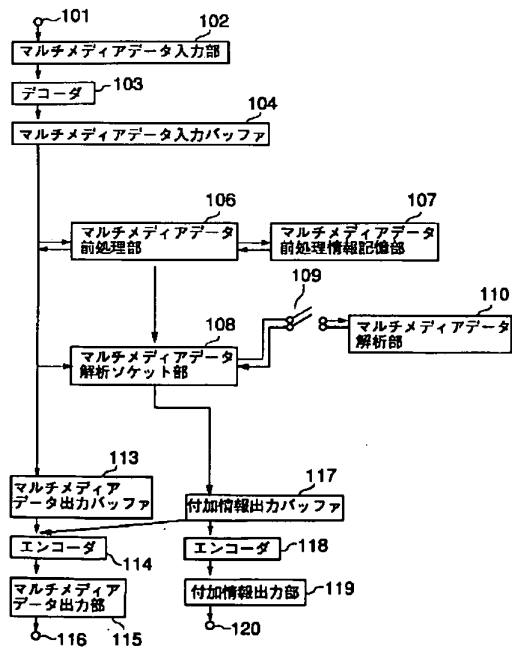 101
102
マルチメディアデータ入力部
103
デコーダ
104
マルチメディアデータ入力バッファ
106
マルチメディアデータ
前処理部
107
マルチメディアデータ
前処理情報記憶部
109
110
マルチメディアデータ
解析部
108
マルチメディアデータ
解析ソケット部
113
マルチメディア
データ出力バッファ
117
付加情報出力バッファ
エンコーダ
114
エンコーダ
118
マルチメディア
データ出力部
115
付加情報出力部
119
116
120